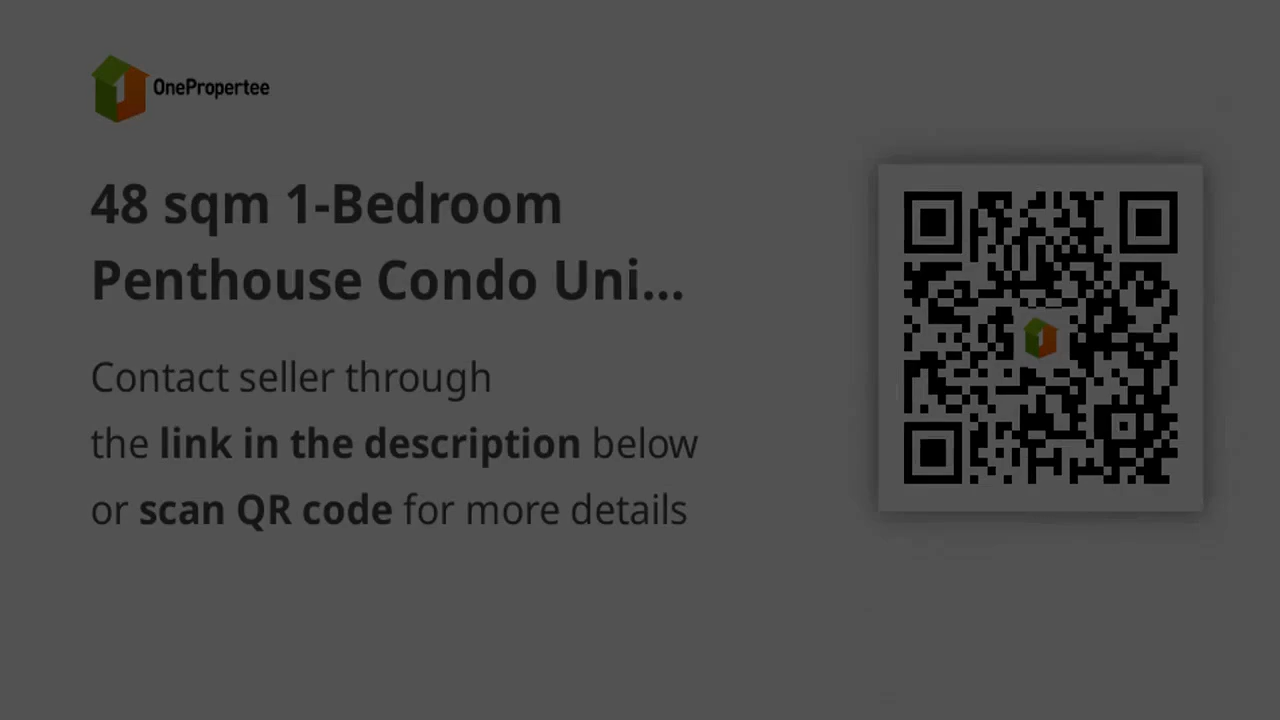 OnePropertee
48 sqm 1-Bedroom
Penthouse Condo Uni...
Contact seller through
the link in the description below
or scan QR code for more details